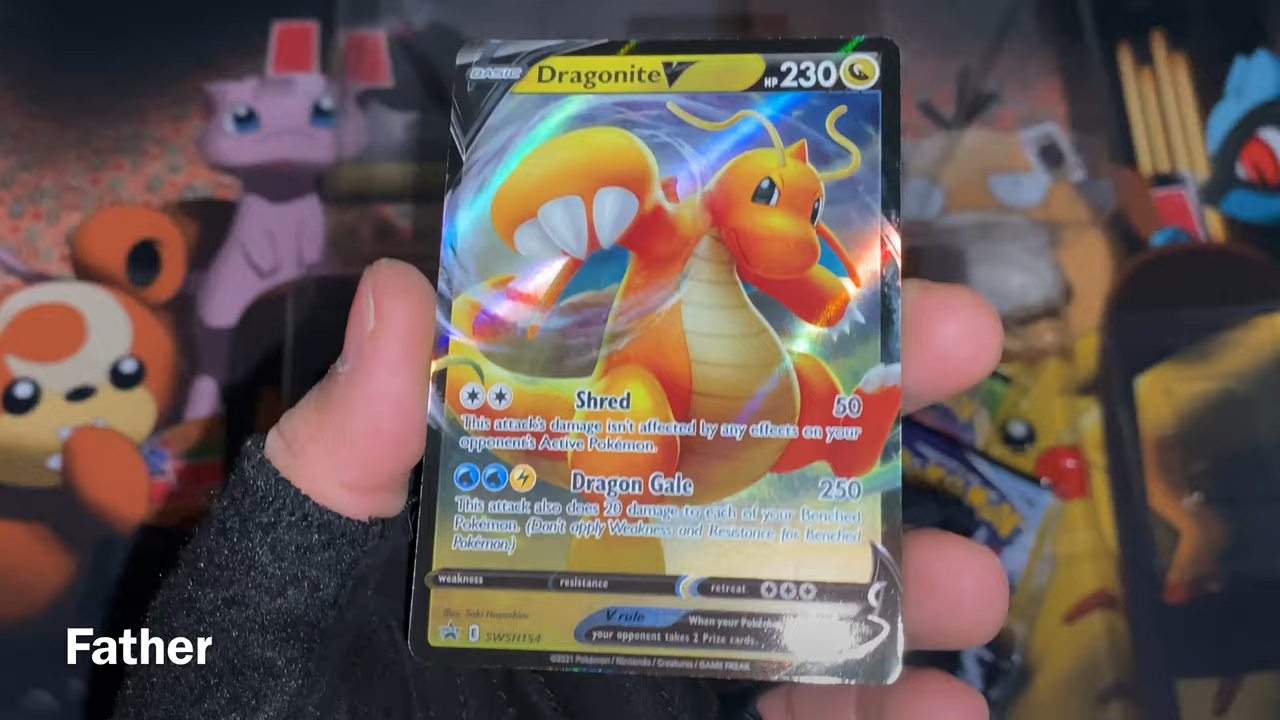 BASIC Dragonite V HP 230
Shred 50
This attack's damage isn't affected by any effects on your
opponent's Active Pokémon.
Dragon Gale 250
This attack also does 20 damage to each of your Benched
Pokémon. (Don't apply Weakness and Resistance for Benched
Pokémon.)
weakness resistance retreat
Illus. Saki Hayashiro
V rule When your Pokémon
your opponent takes 2 Prize cards.
E SWSH154
©2021 Pokémon / Nintendo / Creatures / GAME FREAK
Father